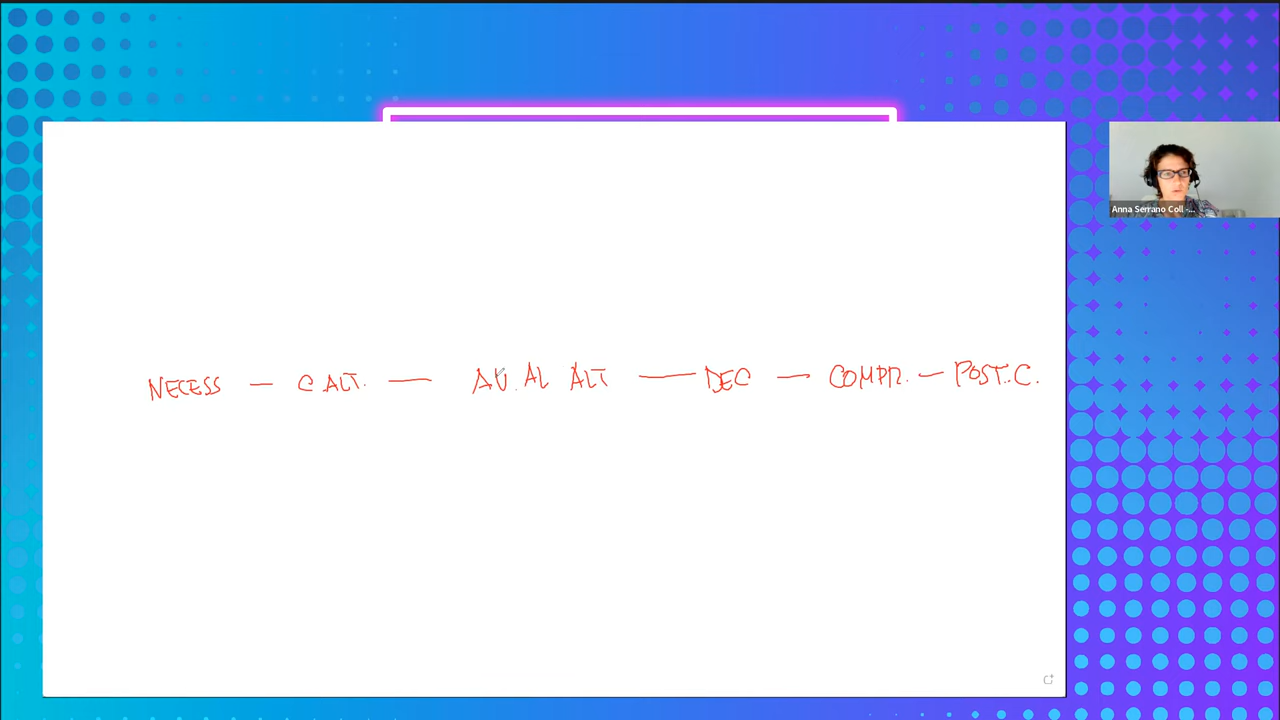 Anna Serrano Coll -...
NECESS — C ALT. — AV. AL ALT — DEC — COMPR. — POST. C.